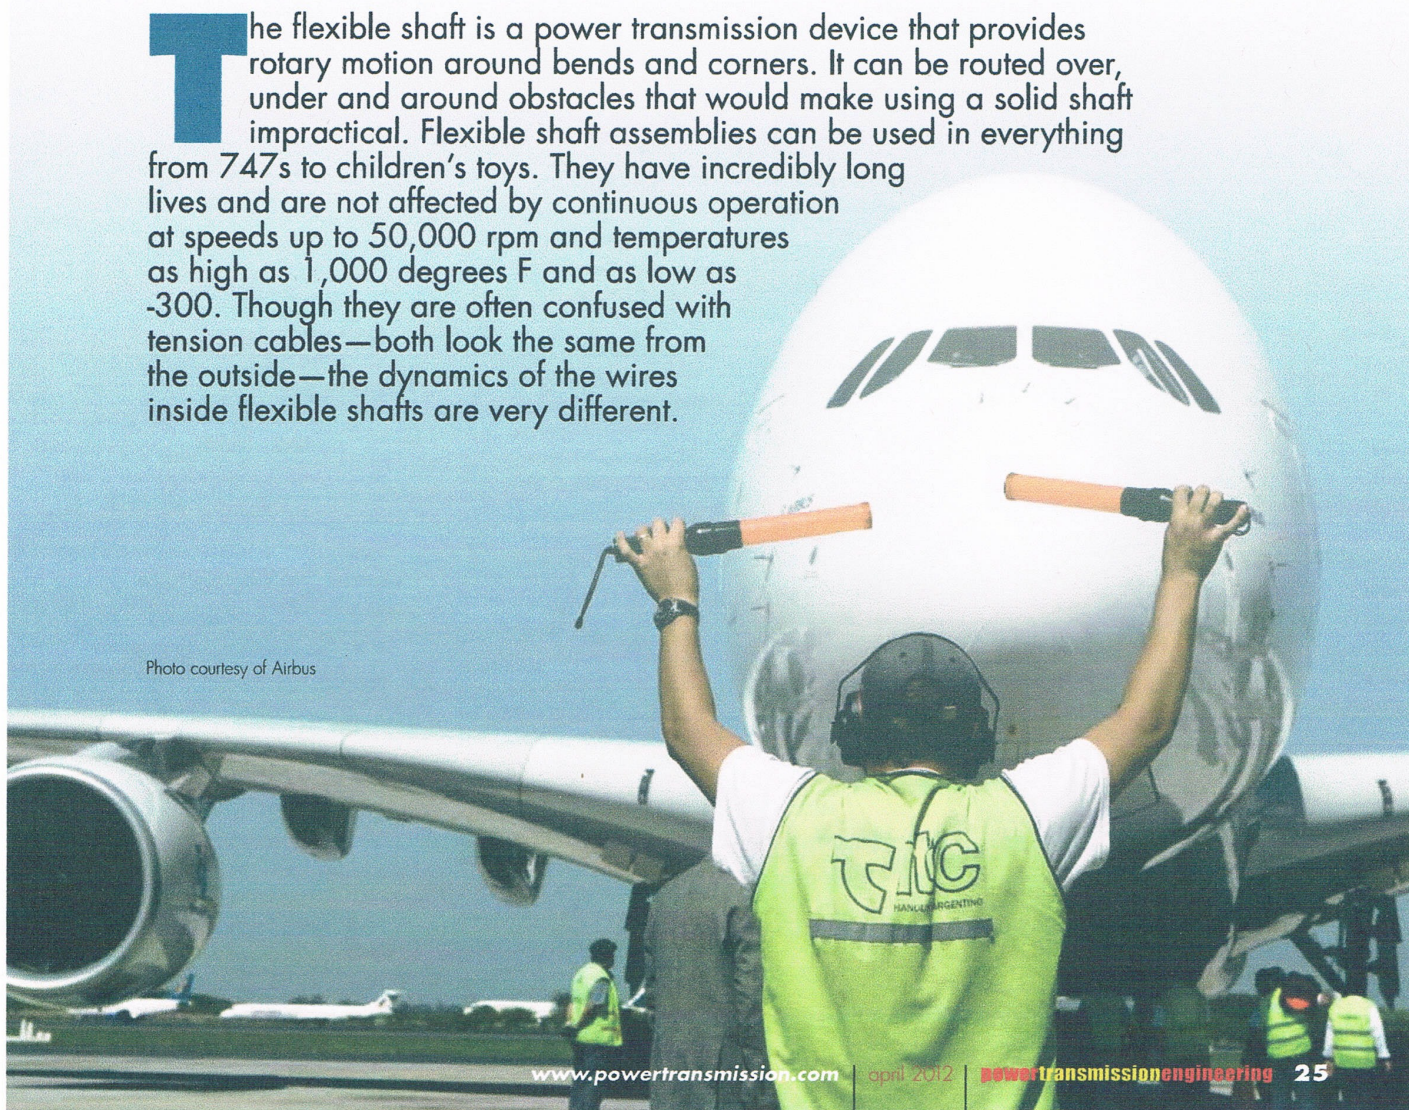 The flexible shaft is a power transmission device that provides
rotary motion around bends and corners. It can be routed over,
under and around obstacles that would make using a solid shaft
impractical. Flexible shaft assemblies can be used in everything
from 747s to children's toys. They have incredibly long
lives and are not affected by continuous operation
at speeds up to 50,000 rpm and temperatures
as high as 1,000 degrees F and as low as
-300. Though they are often confused with
tension cables—both look the same from
the outside—the dynamics of the wires
inside flexible shafts are very different.
Photo courtesy of Airbus
itc
ARGENTINO
www.powertransmission.com | april 2012 | powertransmissionengineering 25